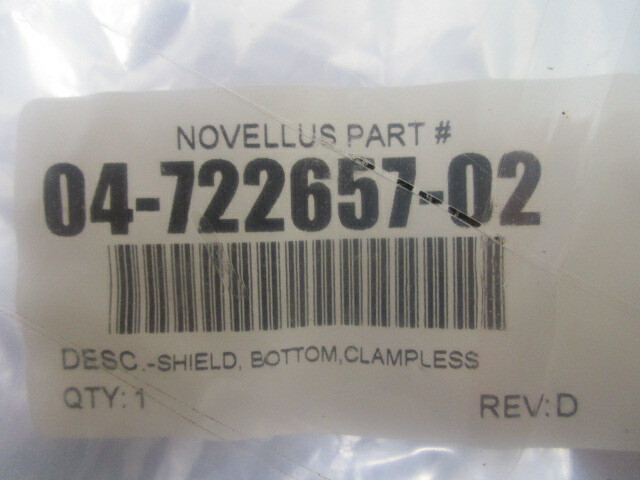 NOVELLUS PART #
04-722657-02
DESC.-SHIELD, BOTTOM,CLAMPLESS
QTY: 1 REV:D